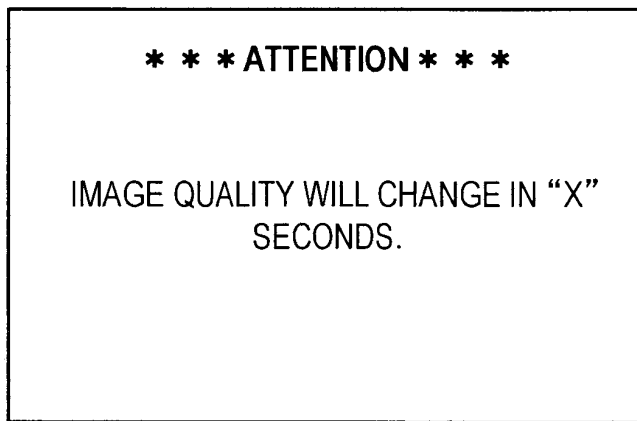 * * * ATTENTION * * *
IMAGE QUALITY WILL CHANGE IN “X”
SECONDS.